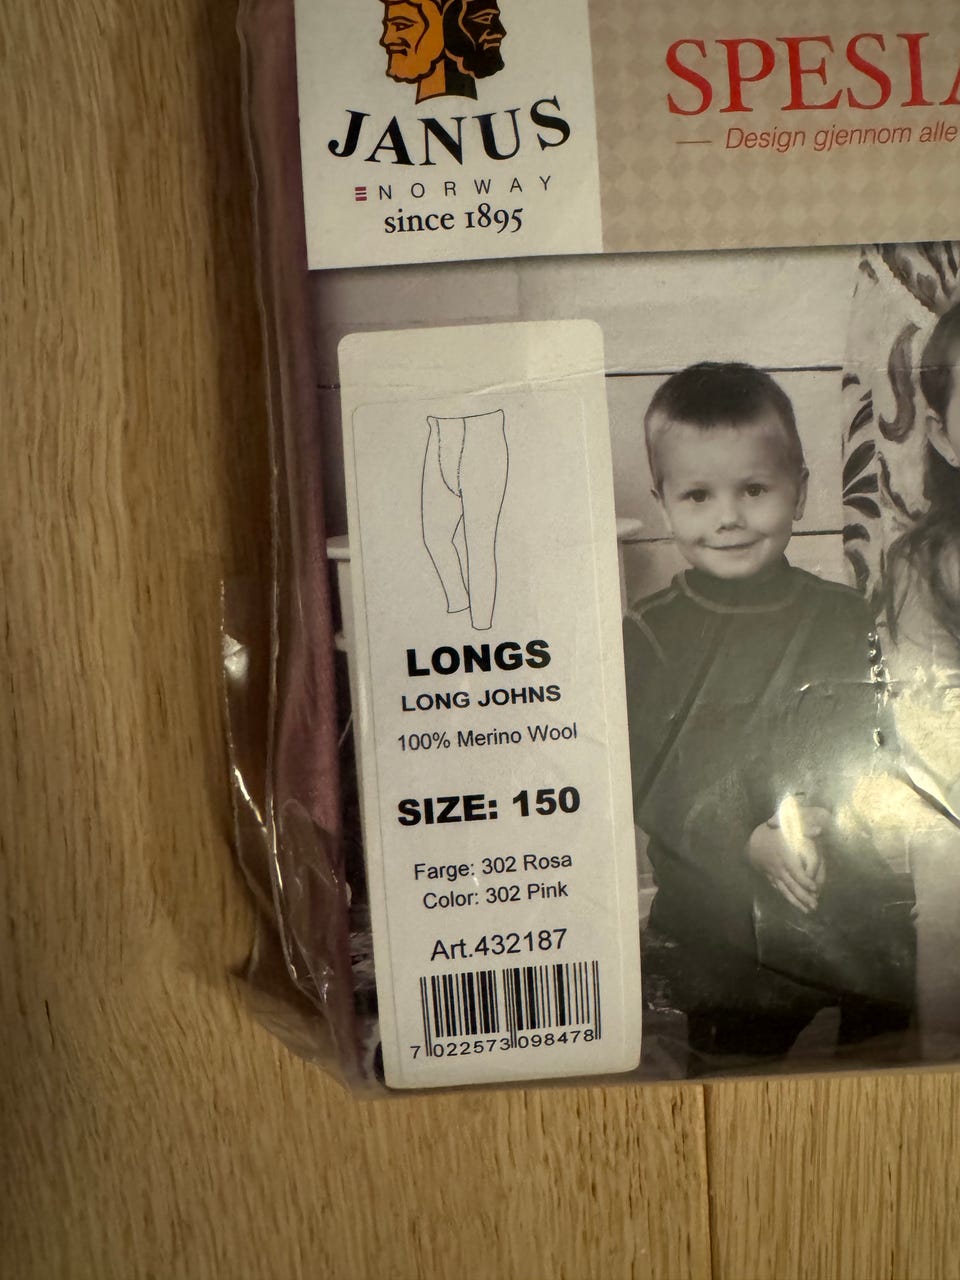 JANUS
NORWAY
since 1895
Design gjennom alle
LONGS
LONG JOHNS
100% Merino Wool
SIZE: 150
Farge: 302 Rosa
Color: 302 Pink
Art.432187
7 022573 098478